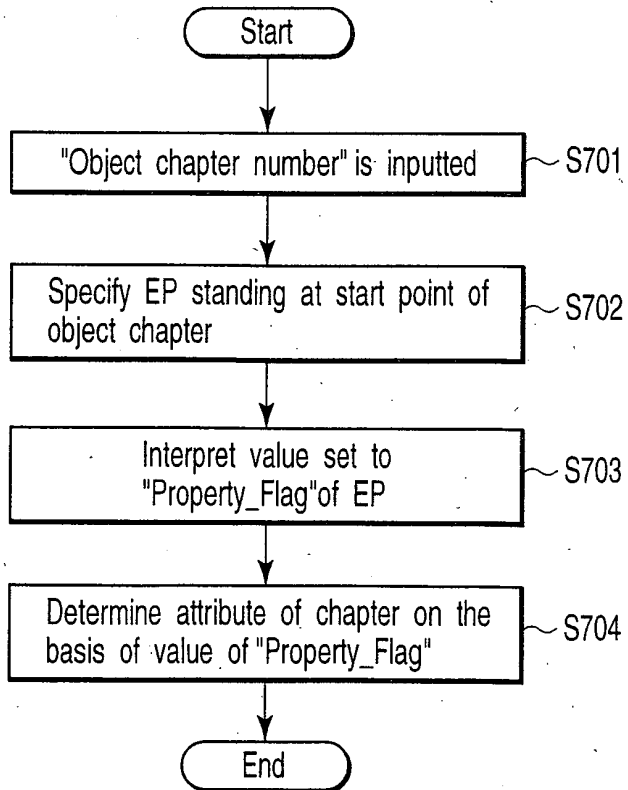 Start
"Object chapter number" is inputted
S701
Specify EP standing at start point of
object chapter
S702
Interpret value set to
"Property_Flag"of EP
S703
Determine attribute of chapter on the
basis of value of "Property_Flag"
S704
End